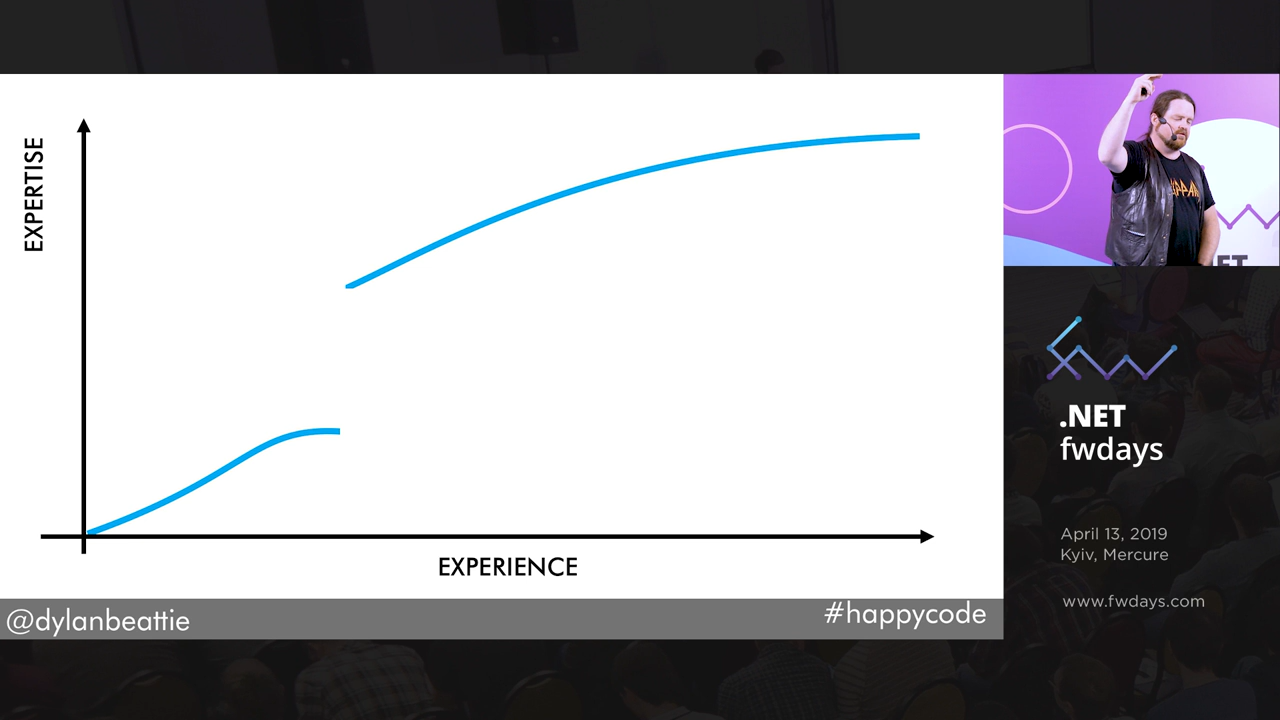 EXPERTISE
EXPERIENCE
@dylanbeattie
#happycode
.NET
fwdays
April 13, 2019
Kyiv, Mercure
www.fwdays.com